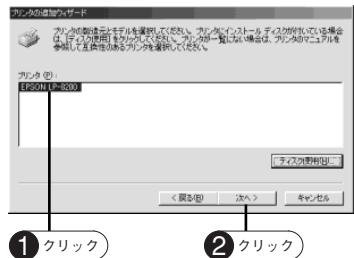 プリンタの追加ウィザード
プリンタの製造元とモデルを選択してください。プリンタにインストール ディスクが付いている場合
は、[ディスク使用] をクリックしてください。プリンタが一覧にない場合は、プリンタのマニュアルを
参照して互換性のあるプリンタを選択してください。
プリンタ(P):
EPSON LP-8200
ディスク使用(H)...
< 戻る(B) 次へ > キャンセル
1 クリック 2 クリック